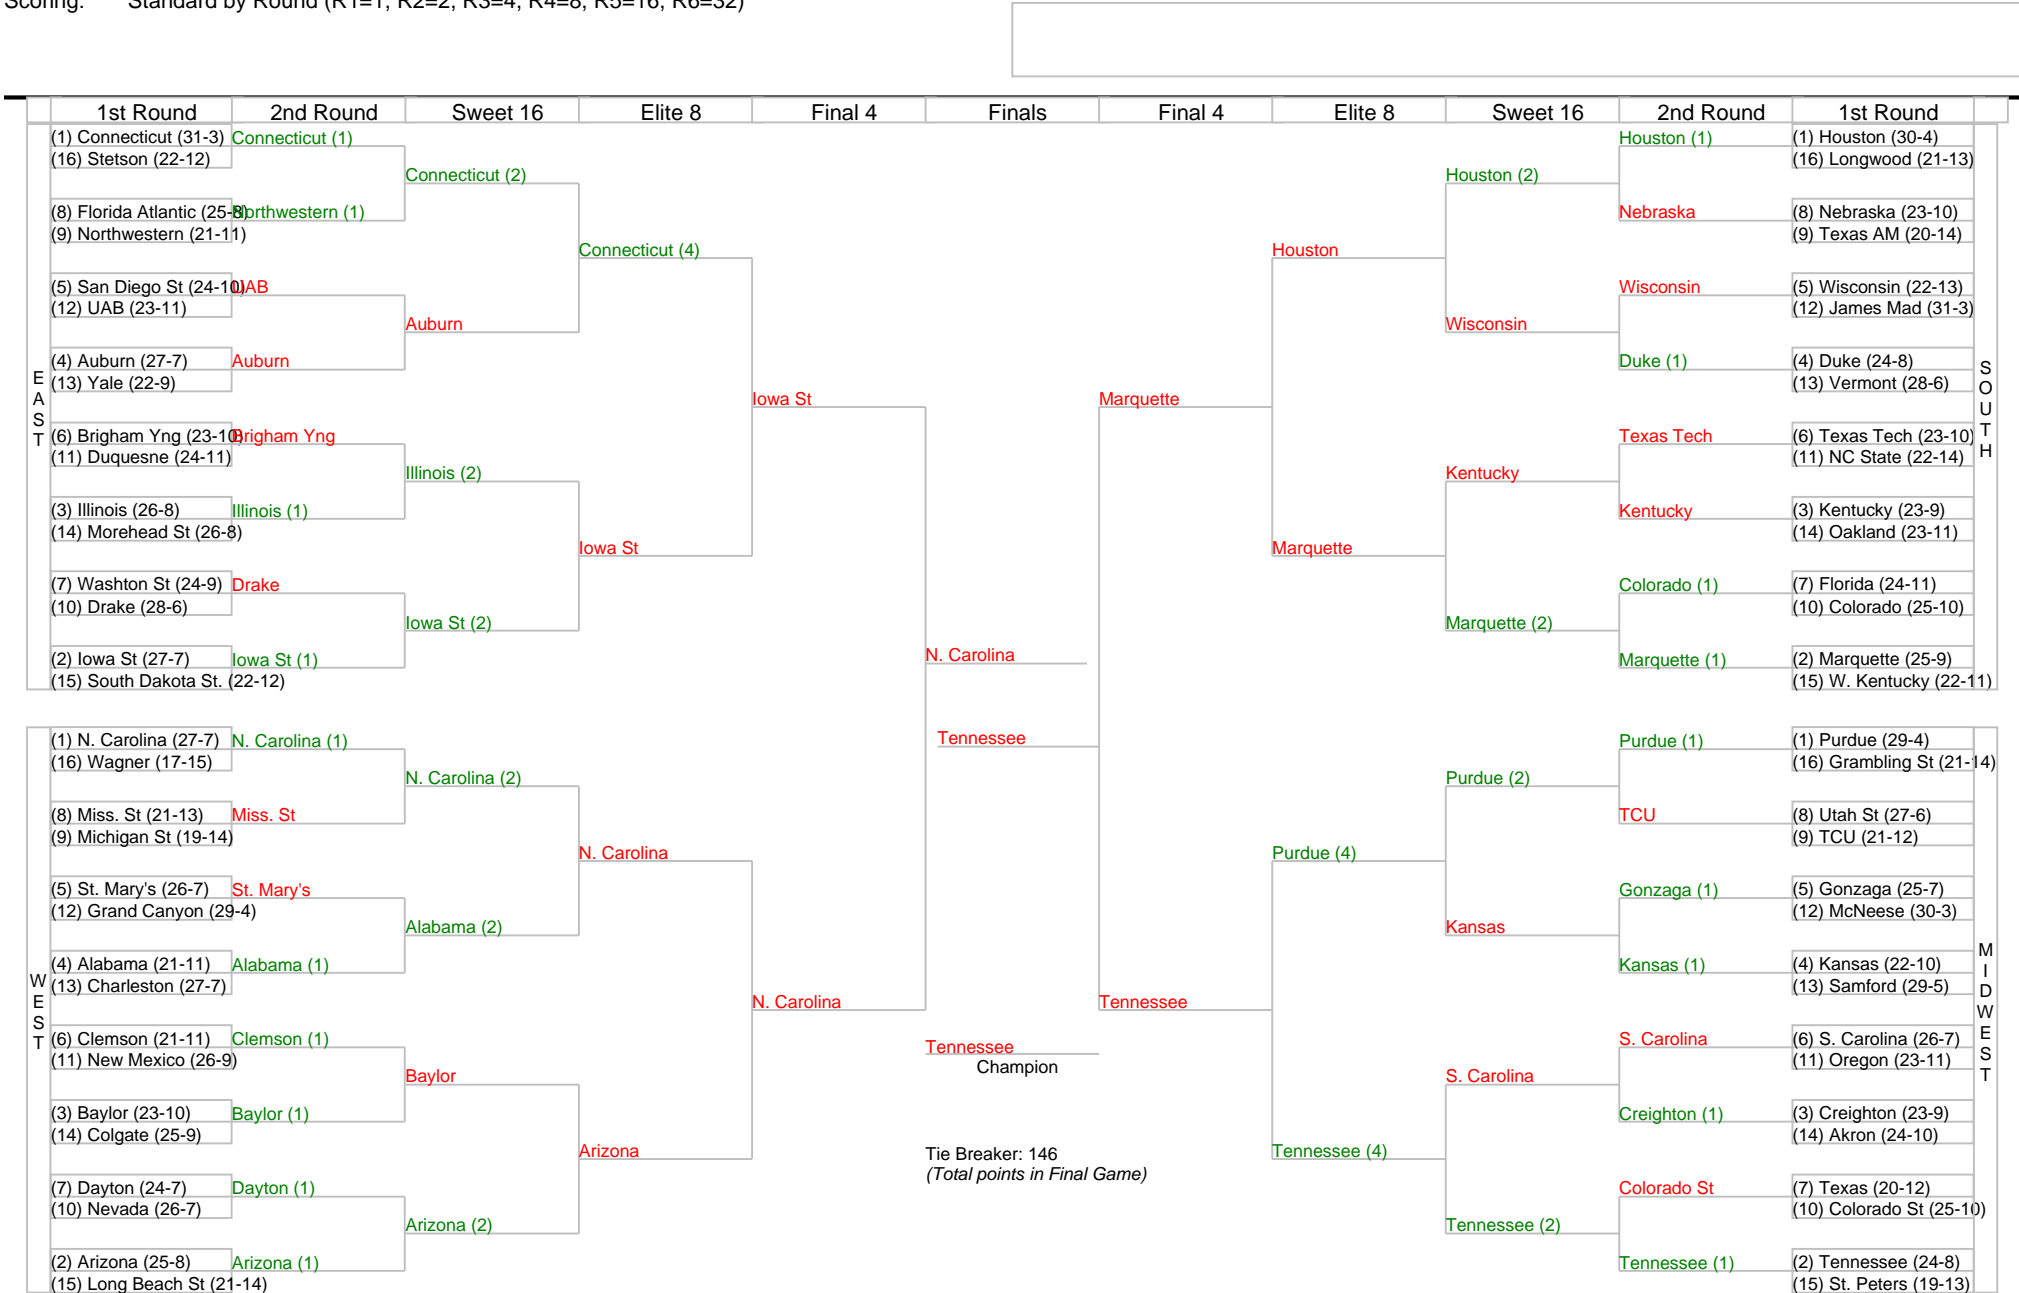 Scoring: Standard by Round (R1=1, R2=2, R3=4, R4=8, R5=16, R6=32)
1st Round 2nd Round Sweet 16 Elite 8 Final 4 Finals Final 4 Elite 8 Sweet 16 2nd Round 1st Round
EAST
(1) Connecticut (31-3)
(16) Stetson (22-12)
(8) Florida Atlantic (25-8)
(9) Northwestern (21-11)
(5) San Diego St (24-10)
(12) UAB (23-11)
(4) Auburn (27-7)
(13) Yale (22-9)
(6) Brigham Yng (23-10)
(11) Duquesne (24-11)
(3) Illinois (26-8)
(14) Morehead St (26-8)
(7) Washton St (24-9)
(10) Drake (28-6)
(2) Iowa St (27-7)
(15) South Dakota St. (22-12)
Connecticut (1)
Northwestern (1)
UAB
Auburn
Brigham Yng
Illinois (1)
Drake
Iowa St (1)
Connecticut (2)
Auburn
Illinois (2)
Iowa St (2)
Connecticut (4)
Iowa St
Iowa St
WEST
(1) N. Carolina (27-7)
(16) Wagner (17-15)
(8) Miss. St (21-13)
(9) Michigan St (19-14)
(5) St. Mary's (26-7)
(12) Grand Canyon (29-4)
(4) Alabama (21-11)
(13) Charleston (27-7)
(6) Clemson (21-11)
(11) New Mexico (26-9)
(3) Baylor (23-10)
(14) Colgate (25-9)
(7) Dayton (24-7)
(10) Nevada (26-7)
(2) Arizona (25-8)
(15) Long Beach St (21-14)
N. Carolina (1)
Miss. St
St. Mary's
Alabama (1)
Clemson (1)
Baylor (1)
Dayton (1)
Arizona (1)
N. Carolina (2)
Alabama (2)
Baylor
Arizona (2)
N. Carolina
Arizona
N. Carolina
N. Carolina
Tennessee
Tennessee
Champion
Tie Breaker: 146
(Total points in Final Game)
Marquette
Houston
Marquette
Houston (2)
Wisconsin
Kentucky
Marquette (2)
Houston (1)
Nebraska
Wisconsin
Duke (1)
Texas Tech
Kentucky
Colorado (1)
Marquette (1)
(1) Houston (30-4)
(16) Longwood (21-13)
(8) Nebraska (23-10)
(9) Texas AM (20-14)
(5) Wisconsin (22-13)
(12) James Mad (31-3)
(4) Duke (24-8)
(13) Vermont (28-6)
(6) Texas Tech (23-10)
(11) NC State (22-14)
(3) Kentucky (23-9)
(14) Oakland (23-11)
(7) Florida (24-11)
(10) Colorado (25-10)
(2) Marquette (25-9)
(15) W. Kentucky (22-11)
SOUTH
Tennessee
Purdue (4)
Tennessee (4)
Purdue (2)
Kansas
S. Carolina
Tennessee (2)
Purdue (1)
TCU
Gonzaga (1)
Kansas (1)
S. Carolina
Creighton (1)
Colorado St
Tennessee (1)
(1) Purdue (29-4)
(16) Grambling St (21-14)
(8) Utah St (27-6)
(9) TCU (21-12)
(5) Gonzaga (25-7)
(12) McNeese (30-3)
(4) Kansas (22-10)
(13) Samford (29-5)
(6) S. Carolina (26-7)
(11) Oregon (23-11)
(3) Creighton (23-9)
(14) Akron (24-10)
(7) Texas (20-12)
(10) Colorado St (25-10)
(2) Tennessee (24-8)
(15) St. Peters (19-13)
MIDWEST